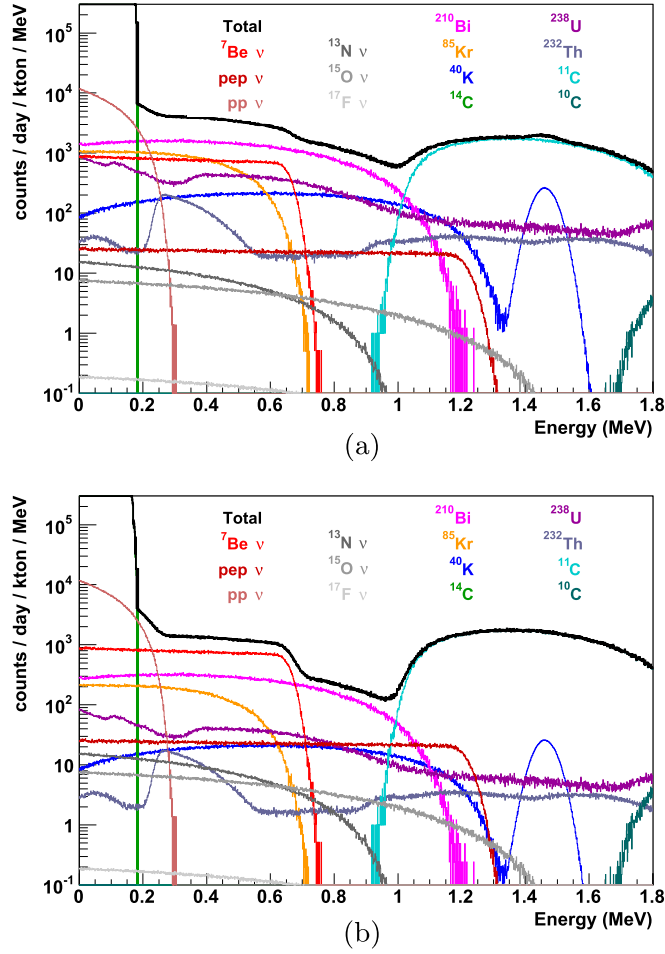 Total ²¹⁰Bi ²³⁸U
⁷Be ν ¹³N ν ⁸⁵Kr ²³²Th
pep ν ¹⁵O ν ⁴⁰K ¹¹C
pp ν ¹⁷F ν ¹⁴C ¹⁰C
counts / day / kton / MeV
10⁵
10⁴
10³
10²
10
1
10⁻¹
0 0.2 0.4 0.6 0.8 1 1.2 1.4 1.6 1.8
Energy (MeV)
(a)
Total ²¹⁰Bi ²³⁸U
⁷Be ν ¹³N ν ⁸⁵Kr ²³²Th
pep ν ¹⁵O ν ⁴⁰K ¹¹C
pp ν ¹⁷F ν ¹⁴C ¹⁰C
counts / day / kton / MeV
10⁵
10⁴
10³
10²
10
1
10⁻¹
0 0.2 0.4 0.6 0.8 1 1.2 1.4 1.6 1.8
Energy (MeV)
(b)